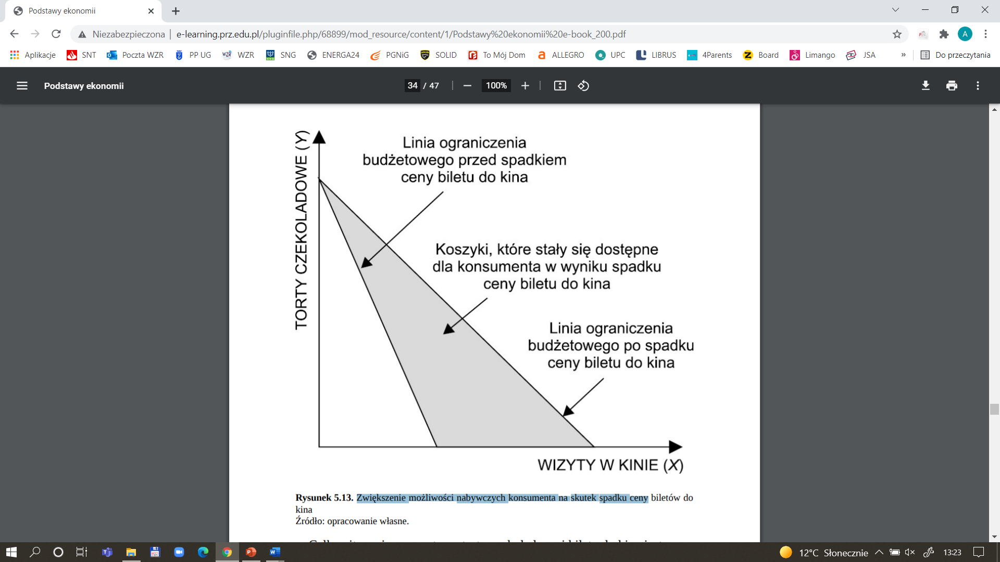 Podstawy ekonomii
Niezabezpieczona | e-learning.prz.edu.pl/pluginfile.php/68899/mod_resource/content/1/Podstawy%20ekonomii%20e-book_200.pdf
A
Aplikacje SNT Poczta WZR PP UG WZR SNG ENERGA24 PGNiG SOLID To Mój Dom ALLEGRO UPC LIBRUS 4Parents Board Limango JSA » Do przeczytania
Podstawy ekonomii 34 / 47 100%
TORTY CZEKOLADOWE (Y)
Linia ograniczenia
budżetowego przed spadkiem
ceny biletu do kina
Koszyki, które stały się dostępne
dla konsumenta w wyniku spadku
ceny biletu do kina
Linia ograniczenia
budżetowego po spadku
ceny biletu do kina
WIZYTY W KINIE (X)
Rysunek 5.13. Zwiększenie możliwości nabywczych konsumenta na skutek spadku ceny biletów do
kina
Źródło: opracowanie własne.
12°C Słonecznie 13:23